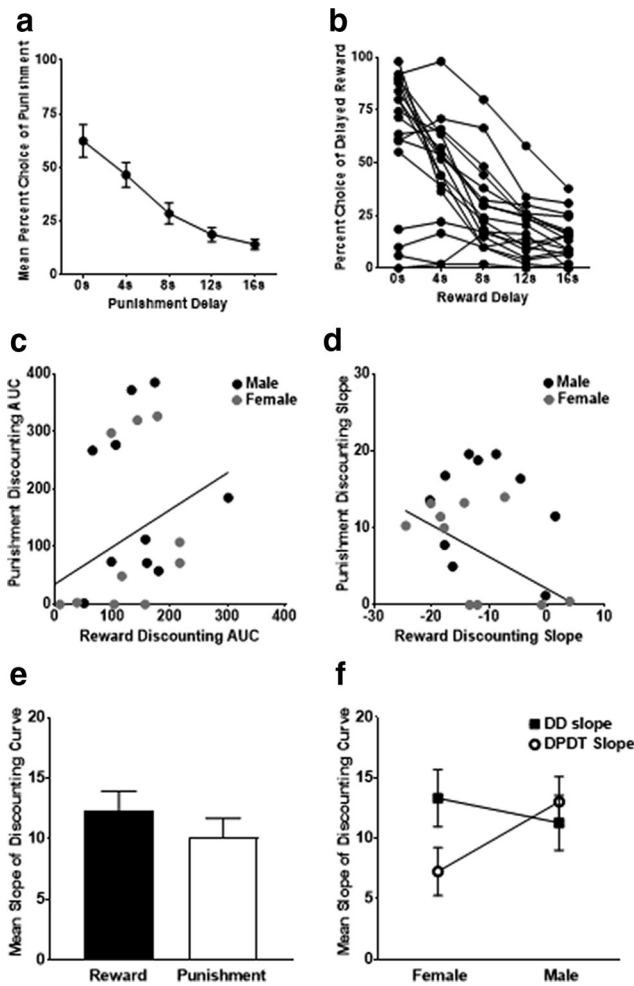 a
Mean Percent Choice of Punishment
100
75
50
25
0
0s 4s 8s 12s 16s
Punishment Delay
b
Percent Choice of Delayed Reward
100
75
50
25
0
0s 4s 8s 12s 16s
Reward Delay
c
Punishment Discounting AUC
400
300
200
100
0
0 100 200 300 400
Reward Discounting AUC
Male
Female
d
Punishment Discounting Slope
30
20
10
0
-30 -20 -10 0 10
Reward Discounting Slope
Male
Female
e
Mean Slope of Discounting Curve
20
15
10
5
0
Reward Punishment
f
Mean Slope of Discounting Curve
20
15
10
5
0
Female Male
DD slope
DPDT Slope